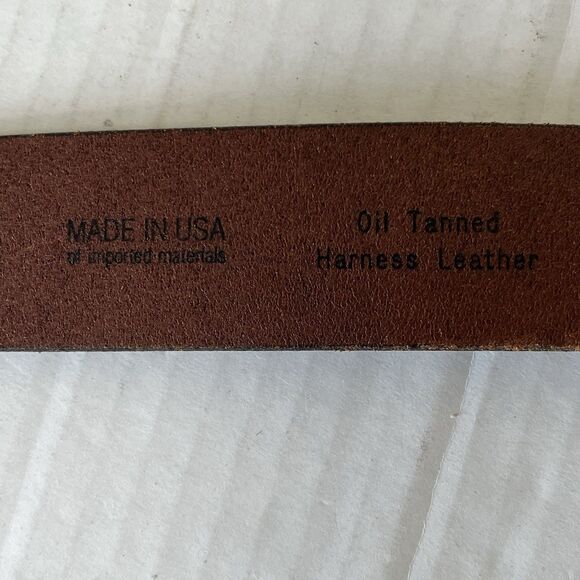 MADE IN USA
of imported materials
Oil Tanned
Harness Leather